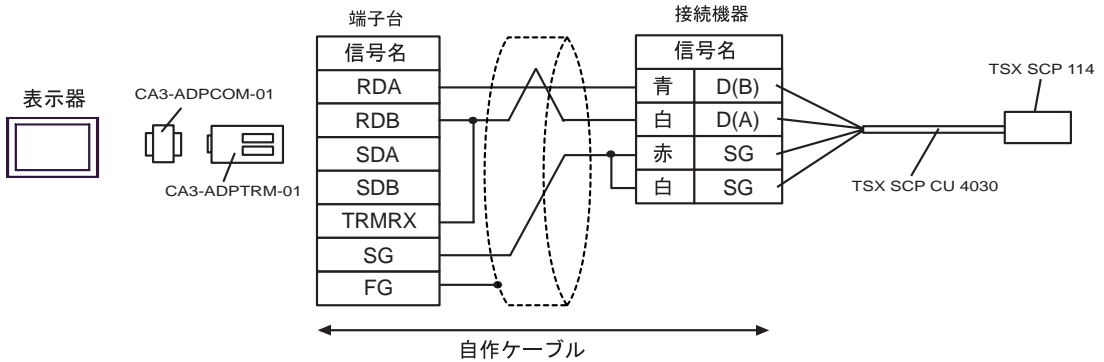 表示器
CA3-ADPCOM-01
CA3-ADPTRM-01
端子台
信号名
RDA
RDB
SDA
SDB
TRMRX
SG
FG
接続機器
信号名
青 D(B)
白 D(A)
赤 SG
白 SG
TSX SCP 114
TSX SCP CU 4030
自作ケーブル